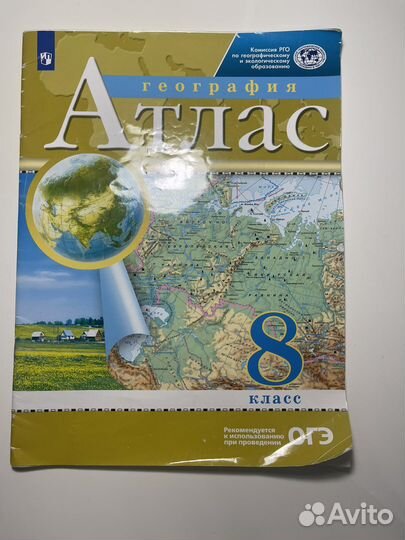 Комиссия РГО
по географическому
и экологическому
образованию
география
Атлас
8
класс
Рекомендуется
к использованию
при проведении
ОГЭ
Avito